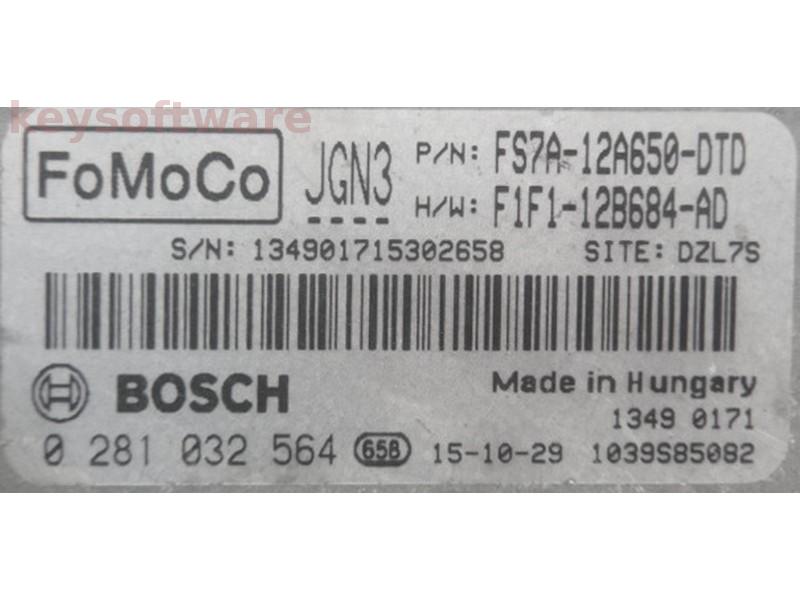 keysoftware
FoMoCo JGN3 P/N: FS7A-12A650-DTD
H/W: F1F1-12B684-AD
S/N: 134901715302658 SITE: DZL7S
BOSCH Made in Hungary
1349 0171
0 281 032 564 65B 15-10-29 1039S85082